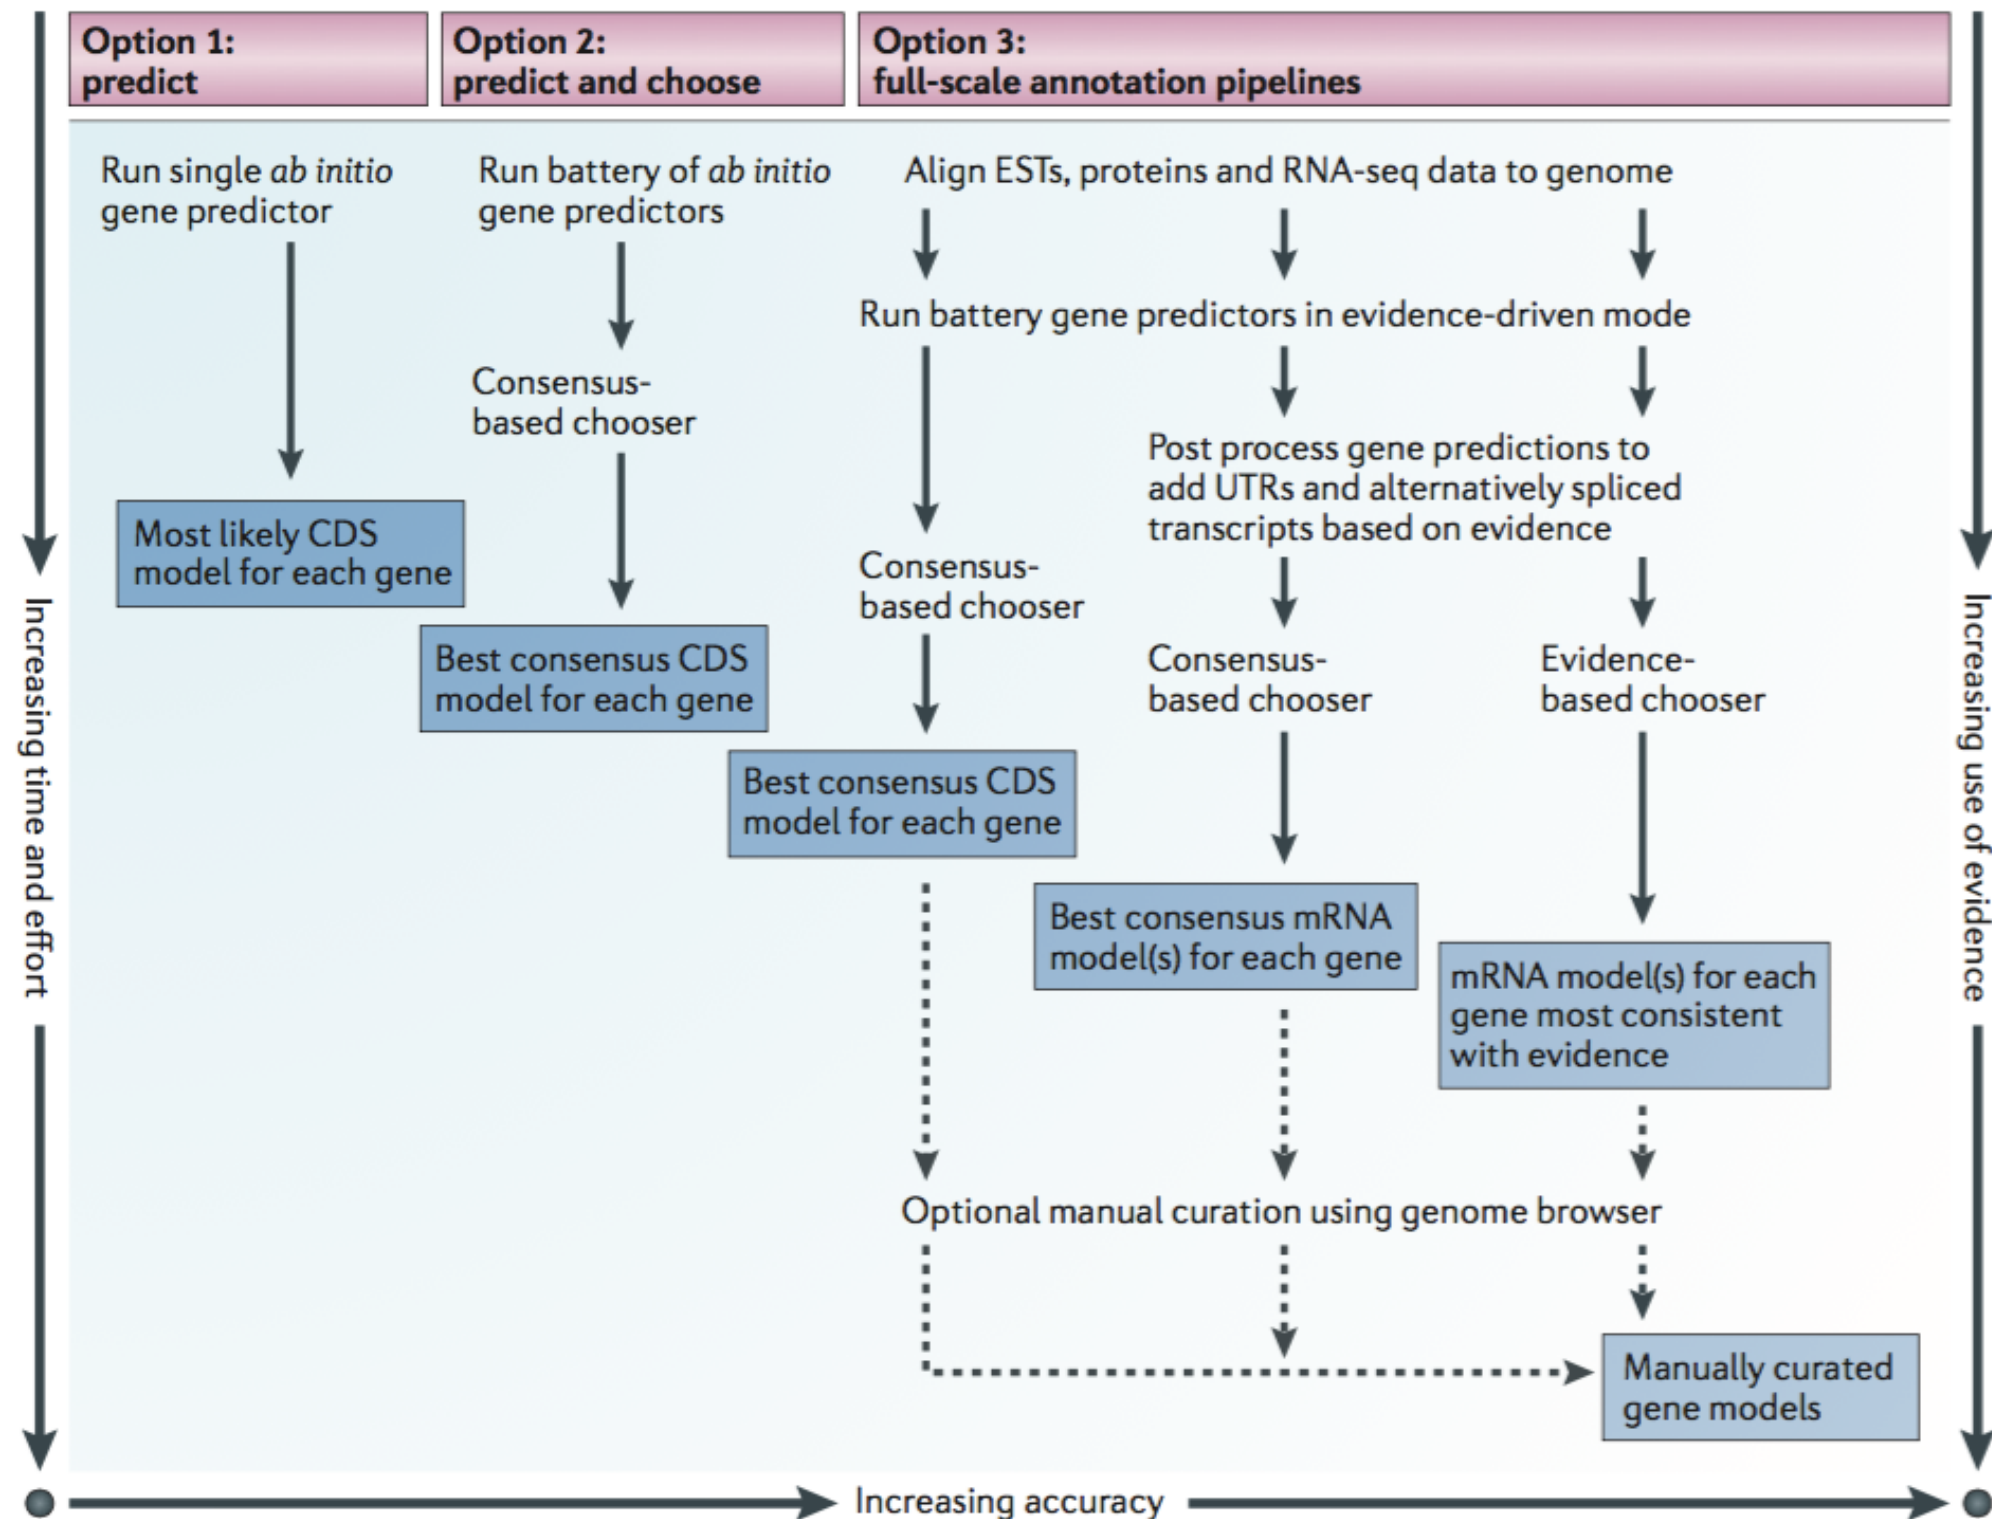 Option 1:
predict
Option 2:
predict and choose
Option 3:
full-scale annotation pipelines
Run single ab initio
gene predictor
Most likely CDS
model for each gene
Run battery of ab initio
gene predictors
Consensus-
based chooser
Best consensus CDS
model for each gene
Align ESTs, proteins and RNA-seq data to genome
Run battery gene predictors in evidence-driven mode
Consensus-
based chooser
Best consensus CDS
model for each gene
Post process gene predictions to
add UTRs and alternatively spliced
transcripts based on evidence
Consensus-
based chooser
Best consensus mRNA
model(s) for each gene
Evidence-
based chooser
mRNA model(s) for each
gene most consistent
with evidence
Optional manual curation using genome browser
Manually curated
gene models
Increasing time and effort
Increasing use of evidence
Increasing accuracy